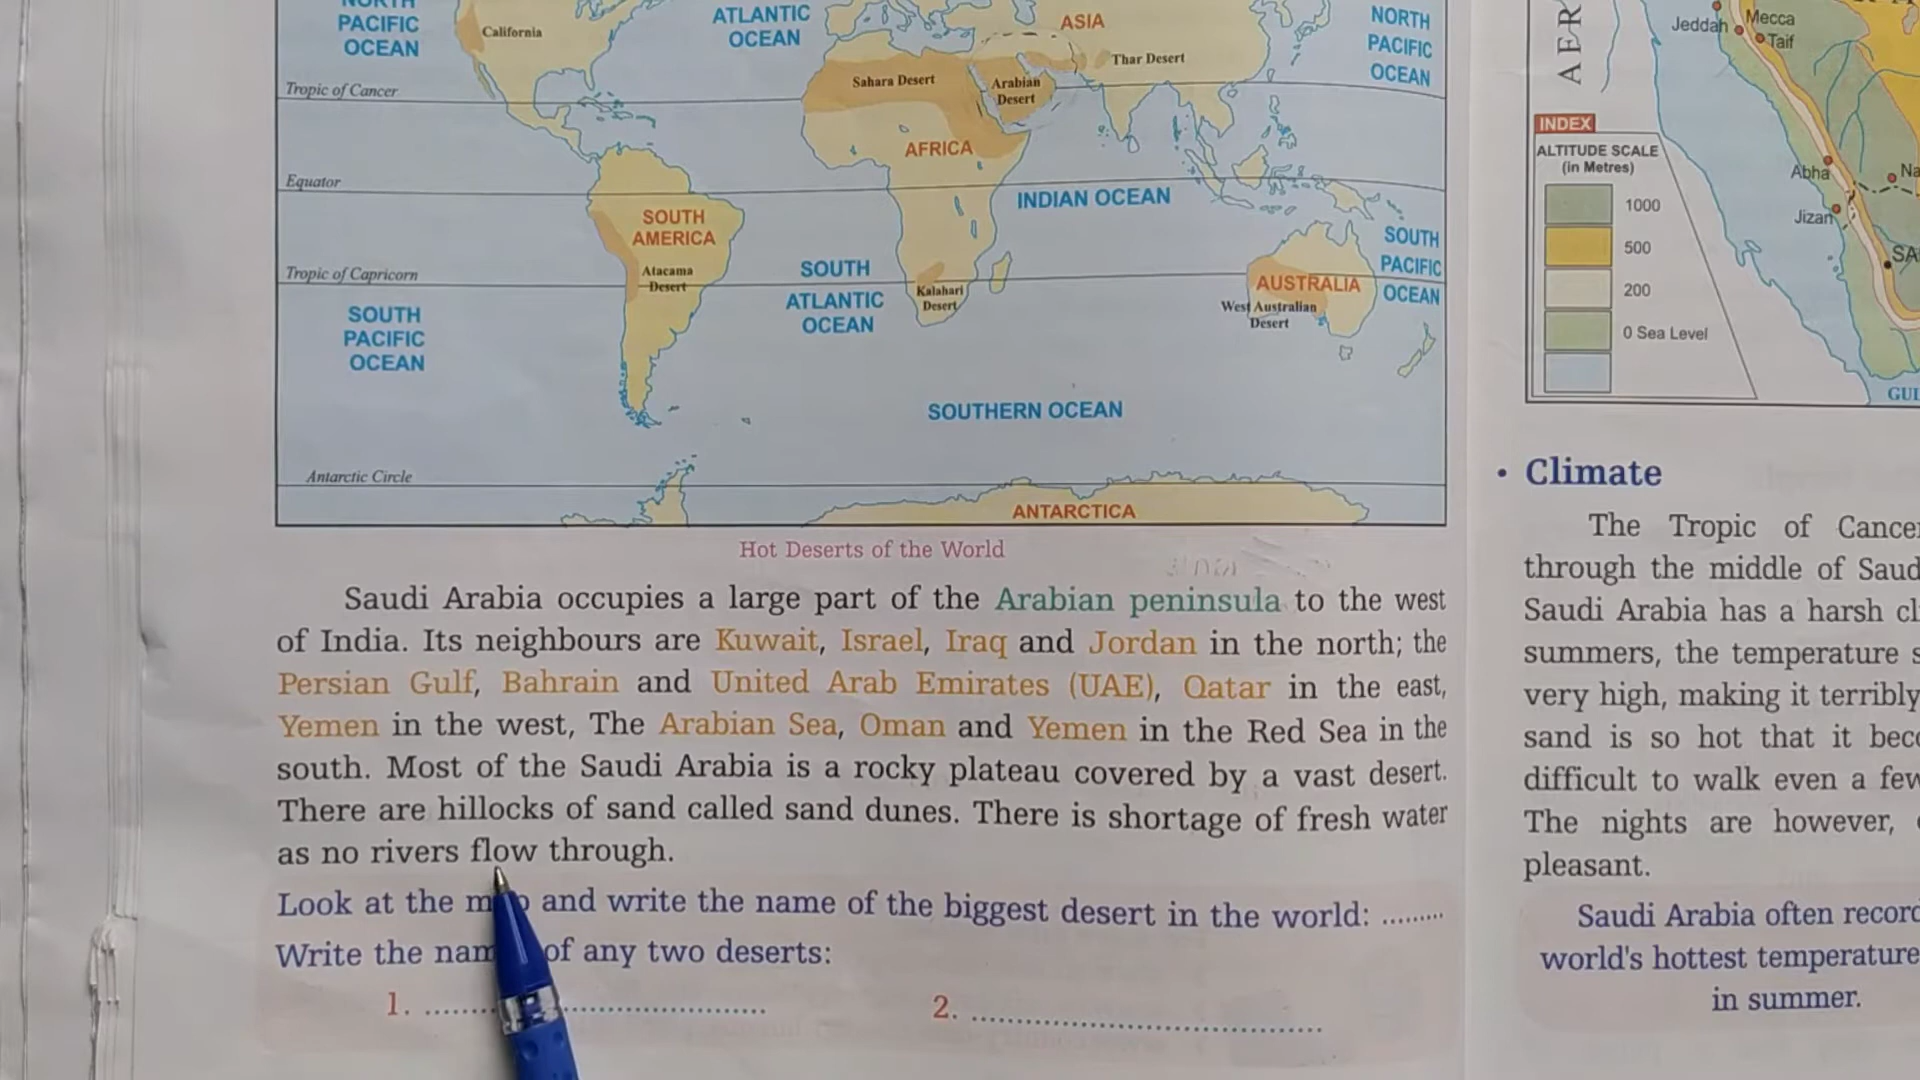 NORTH
PACIFIC
OCEAN
California
ATLANTIC
OCEAN
ASIA
NORTH
PACIFIC
OCEAN
Thar Desert
Sahara Desert
Arabian
Desert
Tropic of Cancer
AFRICA
Equator
INDIAN OCEAN
SOUTH
AMERICA
SOUTH
PACIFIC
OCEAN
Tropic of Capricorn
Atacama
Desert
SOUTH
ATLANTIC
OCEAN
Kalahari
Desert
AUSTRALIA
West Australian
Desert
SOUTH
PACIFIC
OCEAN
SOUTHERN OCEAN
Antarctic Circle
ANTARCTICA
Hot Deserts of the World
Saudi Arabia occupies a large part of the Arabian peninsula to the west
of India. Its neighbours are Kuwait, Israel, Iraq and Jordan in the north; the
Persian Gulf, Bahrain and United Arab Emirates (UAE), Qatar in the east,
Yemen in the west, The Arabian Sea, Oman and Yemen in the Red Sea in the
south. Most of the Saudi Arabia is a rocky plateau covered by a vast desert.
There are hillocks of sand called sand dunes. There is shortage of fresh water
as no rivers flow through.
Look at the and write the name of the biggest desert in the world: .........
Write the of any two deserts:
1. ........ 2. ........
AFR
Jeddah
Mecca
Taif
INDEX
ALTITUDE SCALE
(in Metres)
1000
500
200
0 Sea Level
Abha
Na
Jizan
SA
GUL
• Climate
The Tropic of Cance
through the middle of Saud
Saudi Arabia has a harsh cl
summers, the temperature s
very high, making it terribly
sand is so hot that it beco
difficult to walk even a few
The nights are however,
pleasant.
Saudi Arabia often record
world's hottest temperature
in summer.